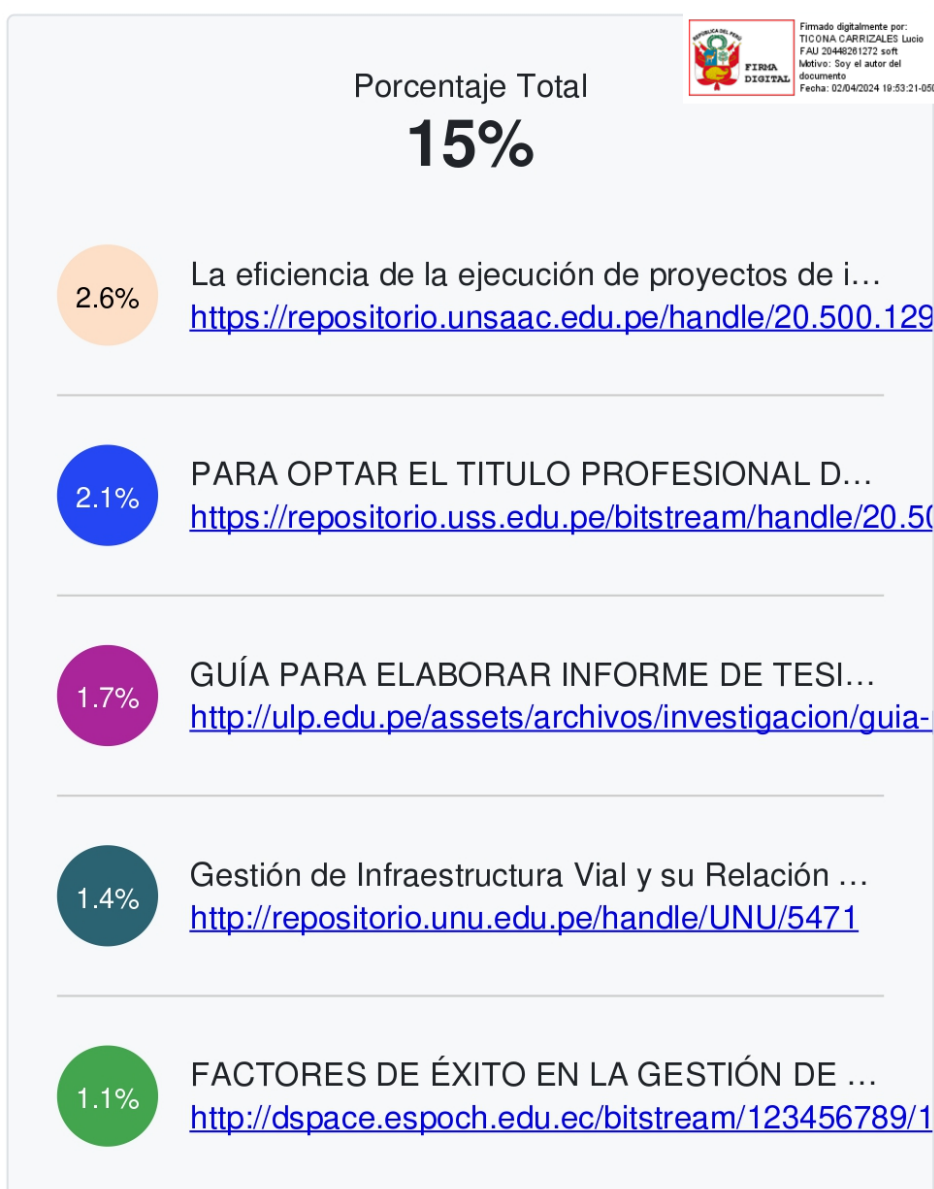 REPÚBLICA DEL PERÚ
FIRMA
DIGITAL
Firmado digitalmente por:
TICONA CARRIZALES Lucio
FAU 20448261272 soft
Motivo: Soy el autor del
documento
Fecha: 02/04/2024 19:53:21-050
Porcentaje Total
15%
2.6%
La eficiencia de la ejecución de proyectos de i...
https://repositorio.unsaac.edu.pe/handle/20.500.129
2.1%
PARA OPTAR EL TITULO PROFESIONAL D...
https://repositorio.uss.edu.pe/bitstream/handle/20.50
1.7%
GUÍA PARA ELABORAR INFORME DE TESI...
http://ulp.edu.pe/assets/archivos/investigacion/guia-
1.4%
Gestión de Infraestructura Vial y su Relación ...
http://repositorio.unu.edu.pe/handle/UNU/5471
1.1%
FACTORES DE ÉXITO EN LA GESTIÓN DE ...
http://dspace.espoch.edu.ec/bitstream/123456789/1